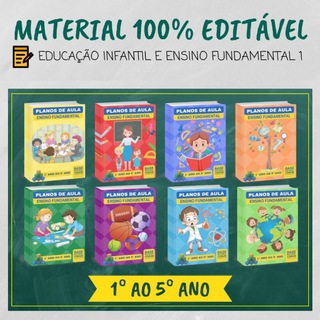 MATERIAL 100% EDITÁVEL
EDUCAÇÃO INFANTIL E ENSINO FUNDAMENTAL 1
PLANOS DE AULA
ENSINO FUNDAMENTAL
PLANOS DE AULA
ENSINO FUNDAMENTAL
PLANOS DE AULA
ENSINO FUNDAMENTAL
PLANOS DE AULA
ENSINO FUNDAMENTAL
PLANOS DE AULA
ENSINO FUNDAMENTAL
PLANOS DE AULA
ENSINO FUNDAMENTAL
PLANOS DE AULA
ENSINO FUNDAMENTAL
PLANOS DE AULA
ENSINO FUNDAMENTAL
1º AO 5º ANO